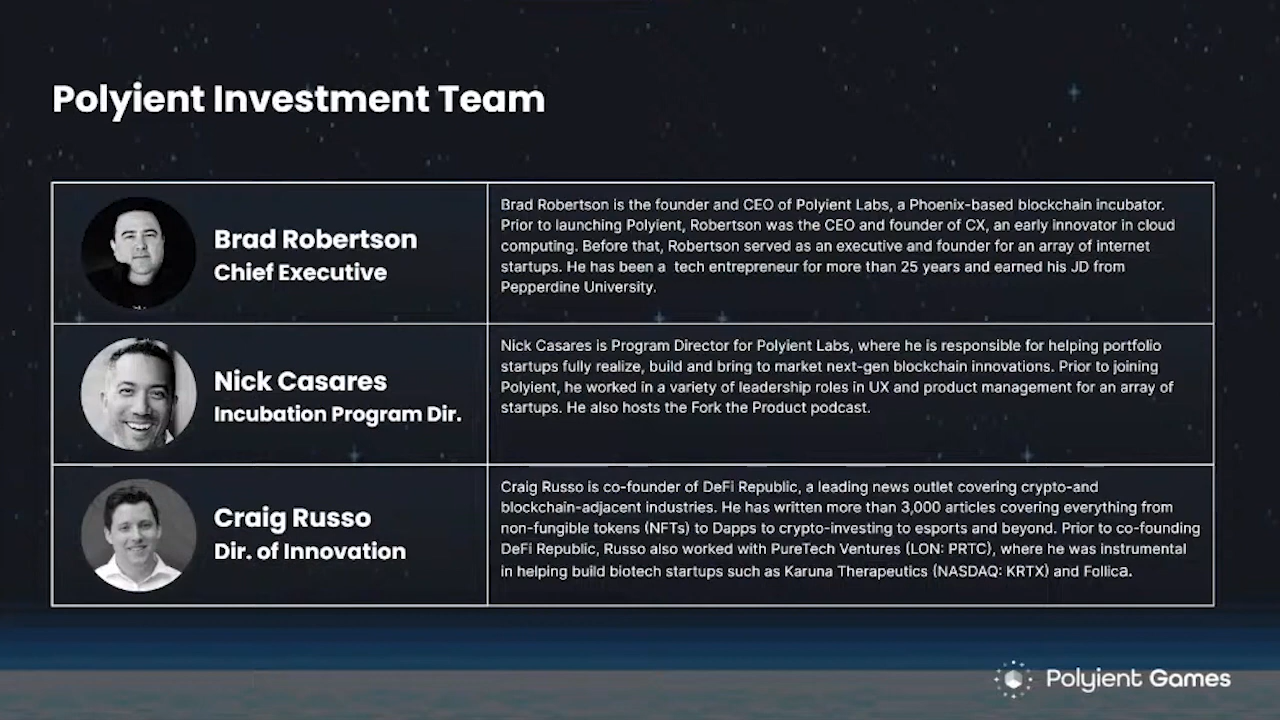 Polyient Investment Team
Brad Robertson
Chief Executive
Brad Robertson is the founder and CEO of Polyient Labs, a Phoenix-based blockchain incubator.
Prior to launching Polyient, Robertson was the CEO and founder of CX, an early innovator in cloud
computing. Before that, Robertson served as an executive and founder for an array of internet
startups. He has been a  tech entrepreneur for more than 25 years and earned his JD from
Pepperdine University.
Nick Casares
Incubation Program Dir.
Nick Casares is Program Director for Polyient Labs, where he is responsible for helping portfolio
startups fully realize, build and bring to market next-gen blockchain innovations. Prior to joining
Polyient, he worked in a variety of leadership roles in UX and product management for an array of
startups. He also hosts the Fork the Product podcast.
Craig Russo
Dir. of Innovation
Craig Russo is co-founder of DeFi Republic, a leading news outlet covering crypto-and
blockchain-adjacent industries. He has written more than 3,000 articles covering everything from
non-fungible tokens (NFTs) to Dapps to crypto-investing to esports and beyond. Prior to co-founding
DeFi Republic, Russo also worked with PureTech Ventures (LON: PRTC), where he was instrumental
in helping build biotech startups such as Karuna Therapeutics (NASDAQ: KRTX) and Follica.
Polyient Games